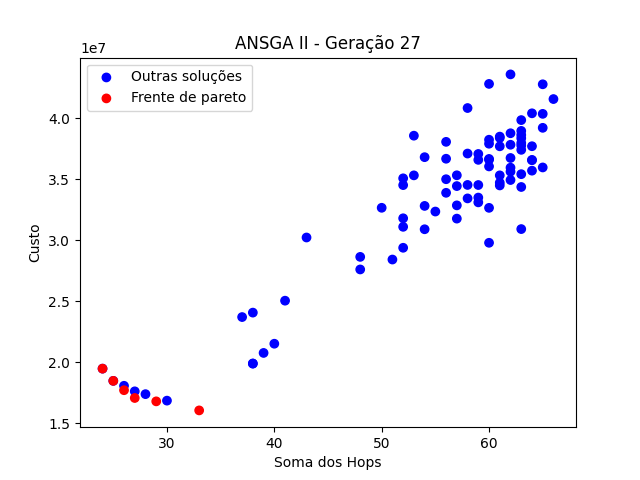 ANSGA II - Geração 27
1e7
Outras soluções
Frente de pareto
4.0
3.5
3.0
2.5
2.0
1.5
Custo
30 40 50 60
Soma dos Hops